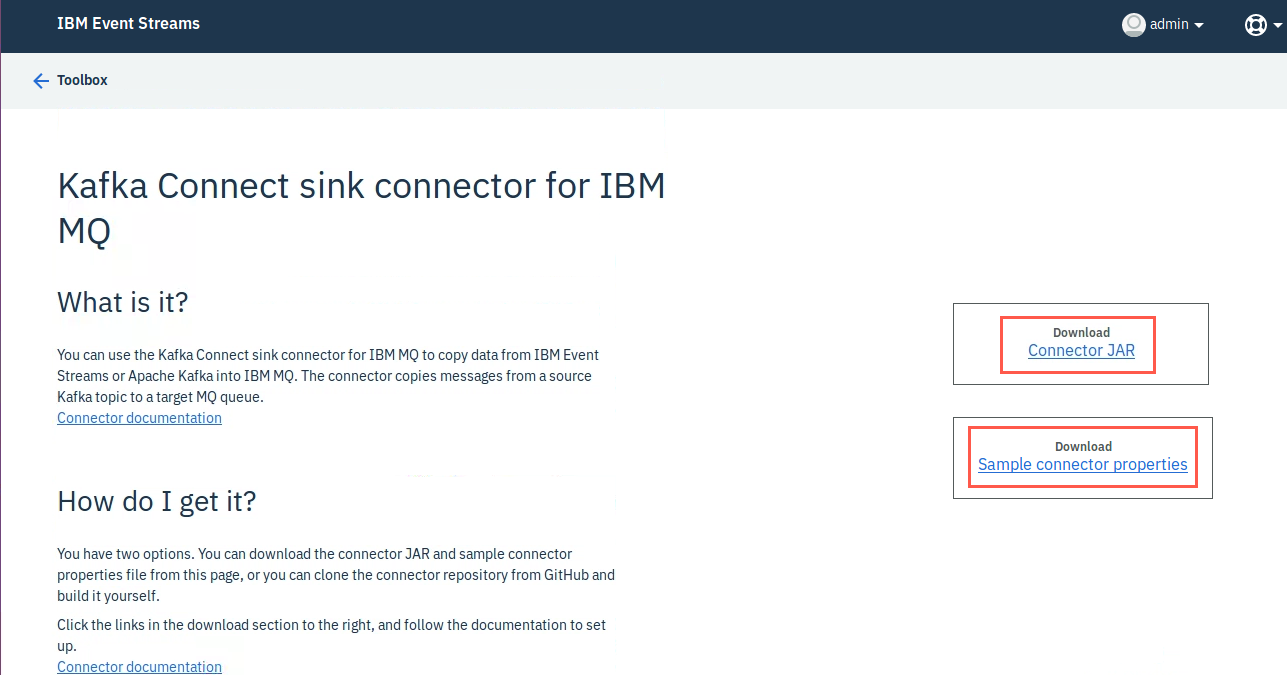 IBM Event Streams
admin
Toolbox
Kafka Connect sink connector for IBM
MQ
What is it?
You can use the Kafka Connect sink connector for IBM MQ to copy data from IBM Event
Streams or Apache Kafka into IBM MQ. The connector copies messages from a source
Kafka topic to a target MQ queue.
Connector documentation
How do I get it?
You have two options. You can download the connector JAR and sample connector
properties file from this page, or you can clone the connector repository from GitHub and
build it yourself.
Click the links in the download section to the right, and follow the documentation to set
up.
Connector documentation
Download
Connector JAR
Download
Sample connector properties